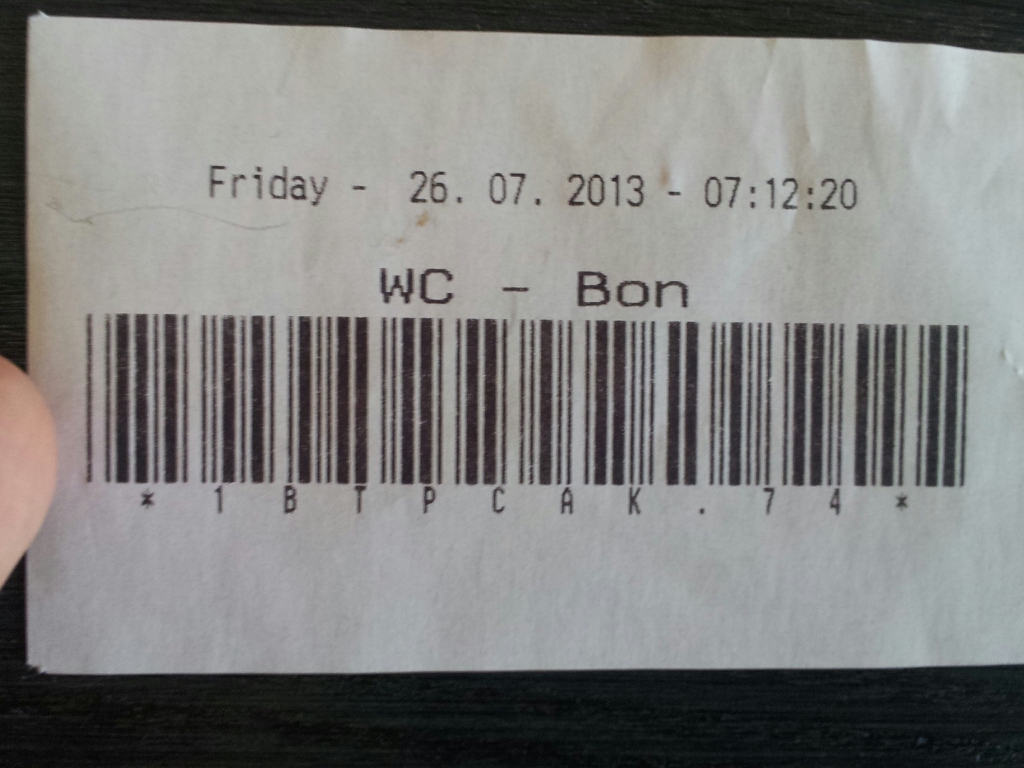 Friday - 26. 07. 2013 - 07:12:20
WC - Bon
*1BTPCAK.74*